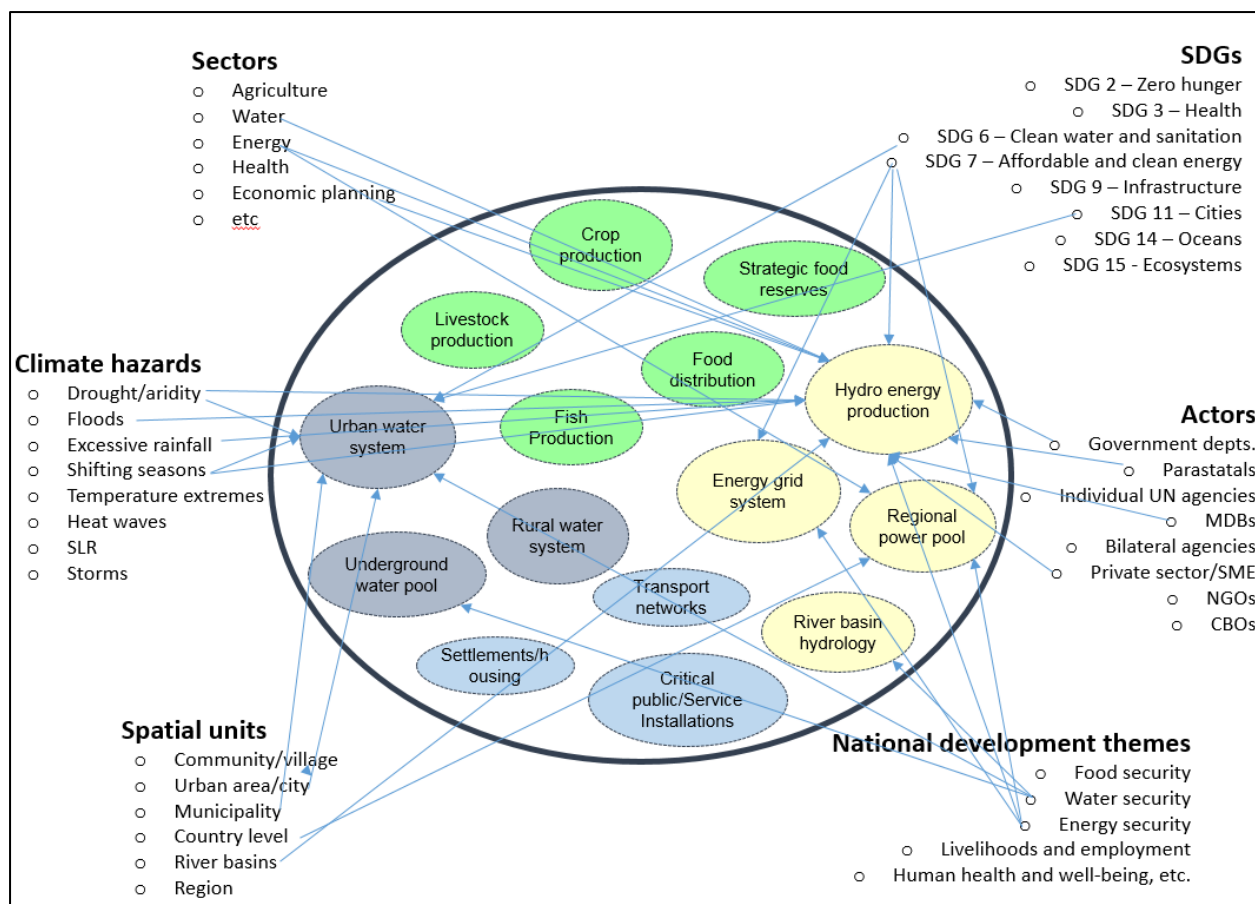 Sectors
Agriculture
Water
Energy
Health
Economic planning
etc
SDGs
SDG 2 – Zero hunger
SDG 3 – Health
SDG 6 – Clean water and sanitation
SDG 7 – Affordable and clean energy
SDG 9 – Infrastructure
SDG 11 – Cities
SDG 14 – Oceans
SDG 15 - Ecosystems
Climate hazards
Drought/aridity
Floods
Excessive rainfall
Shifting seasons
Temperature extremes
Heat waves
SLR
Storms
Crop
production
Strategic food
reserves
Livestock
production
Food
distribution
Fish
Production
Urban water
system
Hydro energy
production
Energy grid
system
Regional
power pool
Rural water
system
Underground
water pool
Transport
networks
River basin
hydrology
Settlements/h
ousing
Critical
public/Service
Installations
Actors
Government depts.
Parastatals
Individual UN agencies
MDBs
Bilateral agencies
Private sector/SME
NGOs
CBOs
Spatial units
Community/village
Urban area/city
Municipality
Country level
River basins
Region
National development themes
Food security
Water security
Energy security
Livelihoods and employment
Human health and well-being, etc.